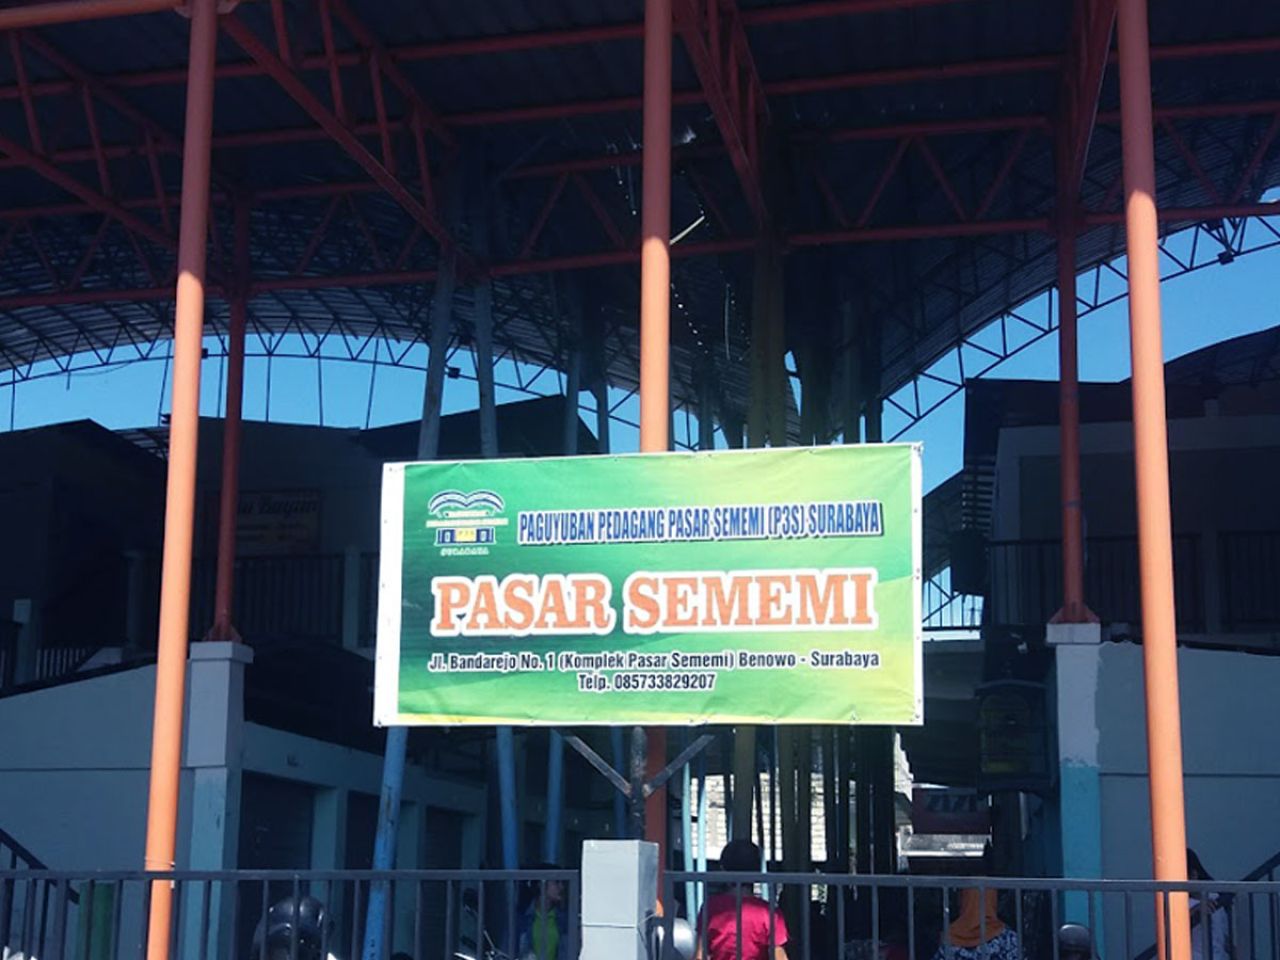 PAGUYUBAN PEDAGANG PASAR SEMEMI (P3S) SURABAYA
SURABAYA
PASAR SEMEMI
Jl. Bandarejo No. 1 (Komplek Pasar Sememi) Benowo - Surabaya
Telp. 085733829207